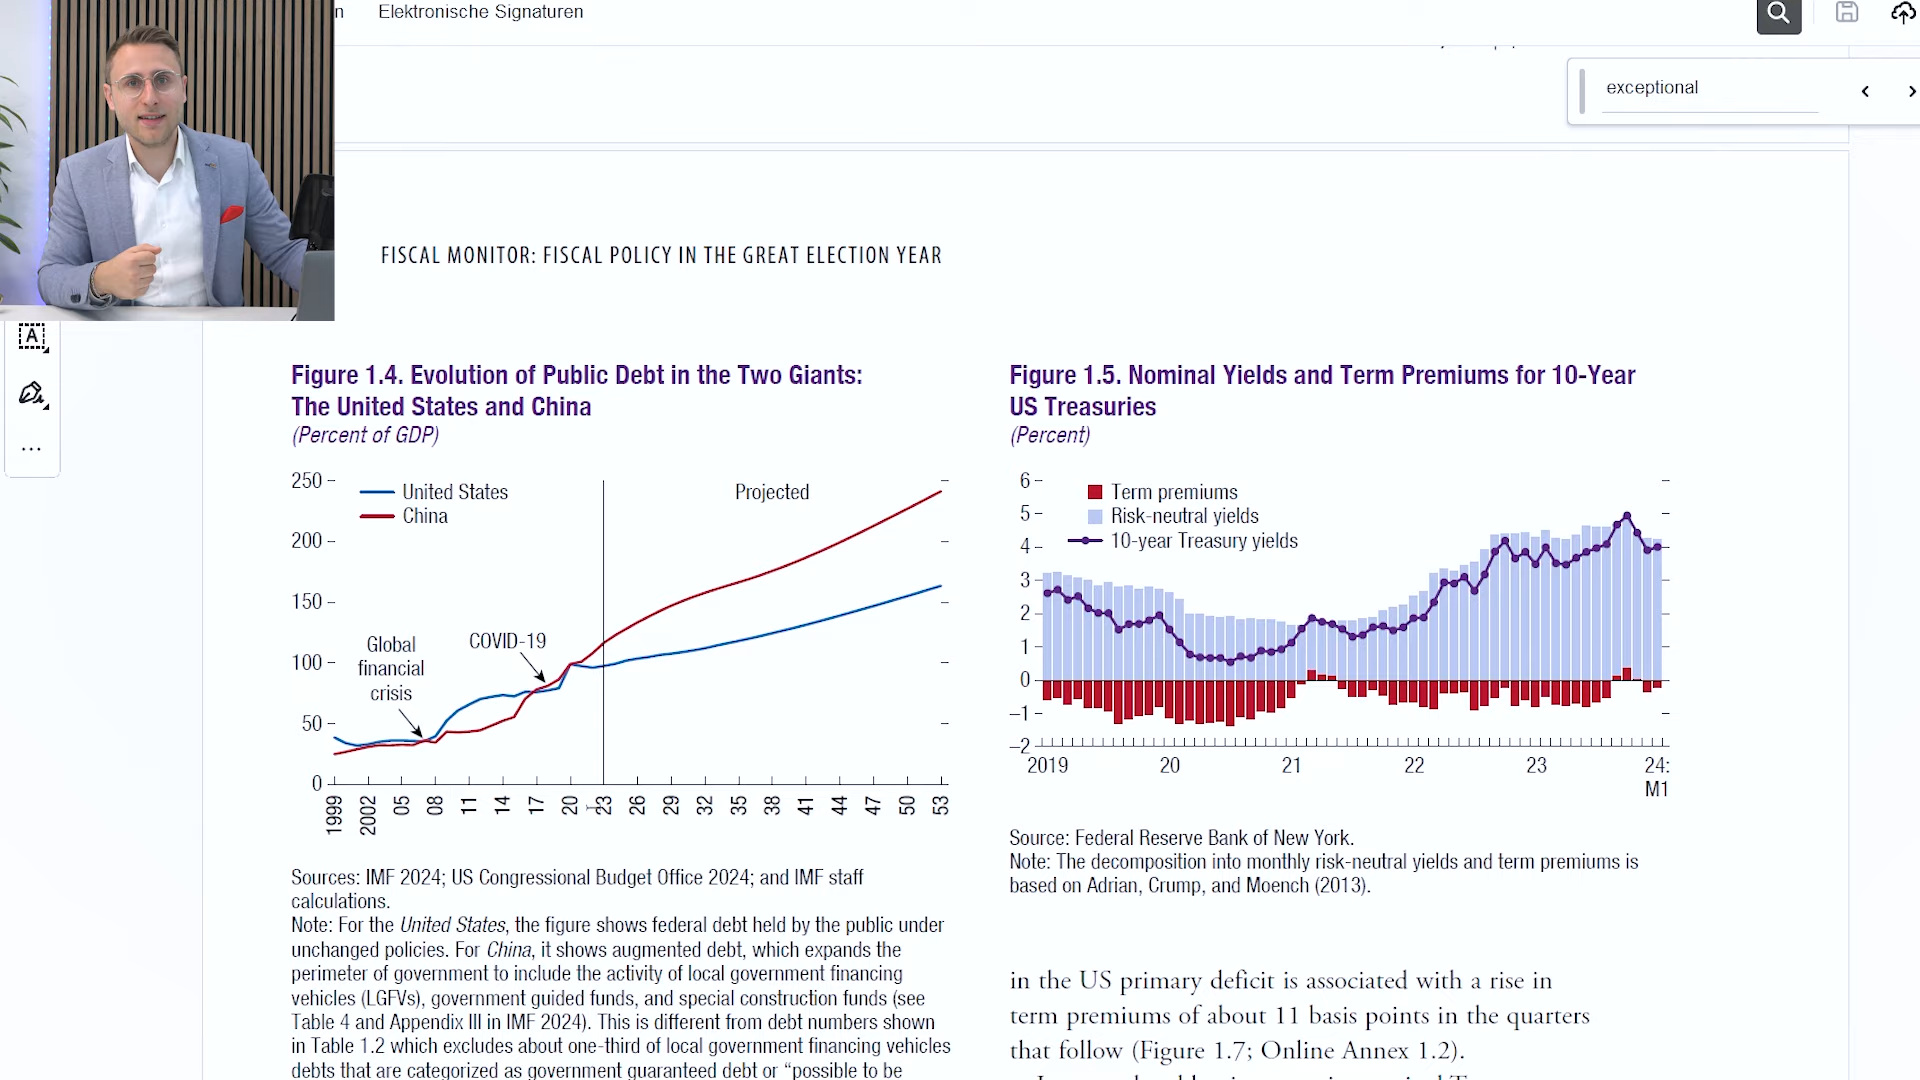 n Elektronische Signaturen
exceptional
FISCAL MONITOR: FISCAL POLICY IN THE GREAT ELECTION YEAR
A
Figure 1.4. Evolution of Public Debt in the Two Giants:
The United States and China
(Percent of GDP)
250
200
150
100
50
0
United States
China
Projected
Global
financial
crisis
COVID-19
1999 2002 05 08 11 14 17 20 23 26 29 32 35 38 41 44 47 50 53
Sources: IMF 2024; US Congressional Budget Office 2024; and IMF staff
calculations.
Note: For the United States, the figure shows federal debt held by the public under
unchanged policies. For China, it shows augmented debt, which expands the
perimeter of government to include the activity of local government financing
vehicles (LGFVs), government guided funds, and special construction funds (see
Table 4 and Appendix III in IMF 2024). This is different from debt numbers shown
in Table 1.2 which excludes about one-third of local government financing vehicles
debts that are categorized as government guaranteed debt or “possible to be
Figure 1.5. Nominal Yields and Term Premiums for 10-Year
US Treasuries
(Percent)
6
5
4
3
2
1
0
–1
–2
Term premiums
Risk-neutral yields
10-year Treasury yields
2019 20 21 22 23 24:
M1
Source: Federal Reserve Bank of New York.
Note: The decomposition into monthly risk-neutral yields and term premiums is
based on Adrian, Crump, and Moench (2013).
in the US primary deficit is associated with a rise in
term premiums of about 11 basis points in the quarters
that follow (Figure 1.7; Online Annex 1.2).